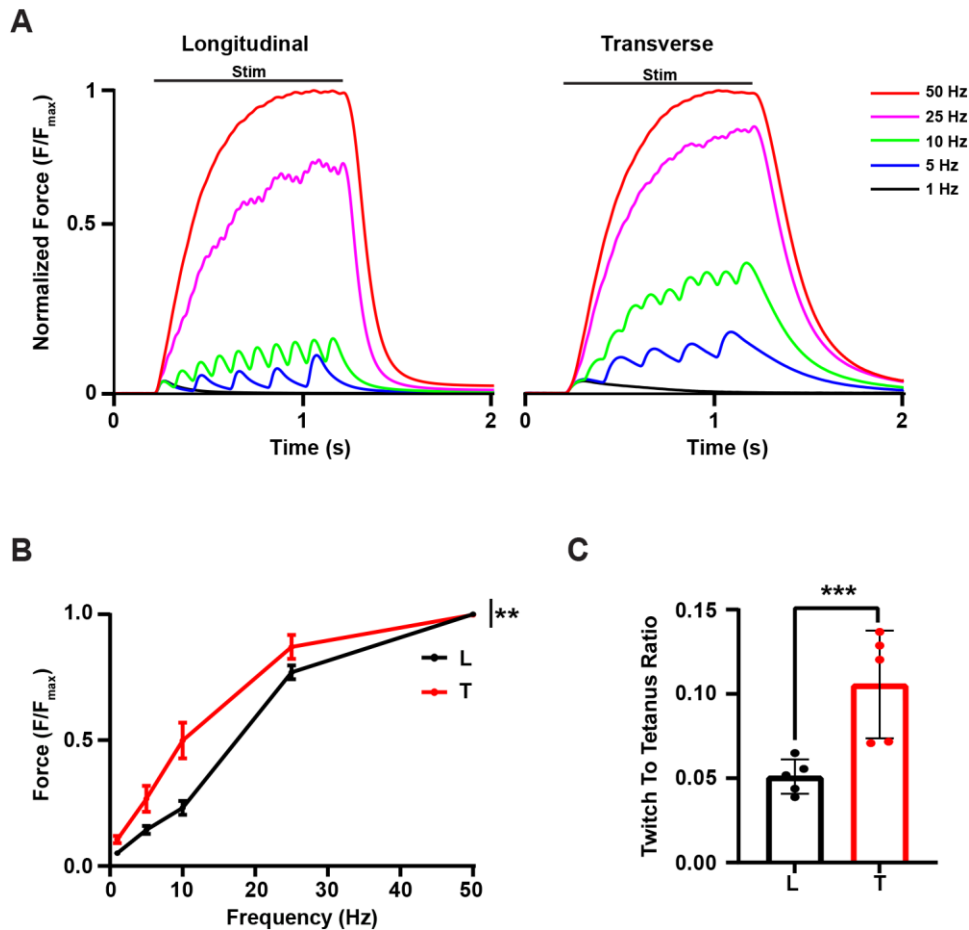 A
Longitudinal
Transverse
Stim
Stim
50 Hz
25 Hz
10 Hz
5 Hz
1 Hz
Normalized Force (F/Fmax)
1
0.5
0
0
1
2
Time (s)
0
1
2
Time (s)
B
Force (F/Fmax)
1.0
0.5
0.0
0
10
20
30
40
50
Frequency (Hz)
L
T
**
C
Twitch To Tetanus Ratio
***
0.15
0.10
0.05
0.00
L
T